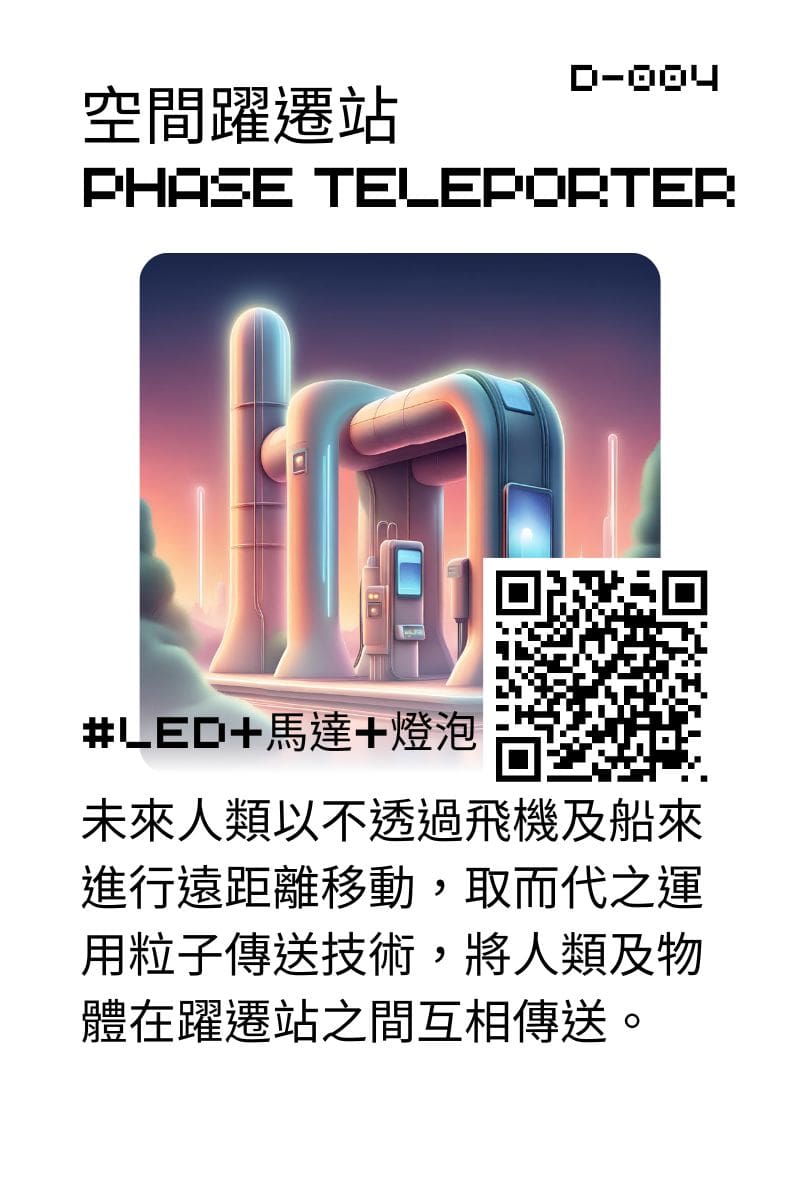 D-004
空間躍遷站
PHASE TELEPORTER
#LED+馬達+燈泡
未來人類以不透過飛機及船來
進行遠距離移動，取而代之運
用粒子傳送技術，將人類及物
體在躍遷站之間互相傳送。